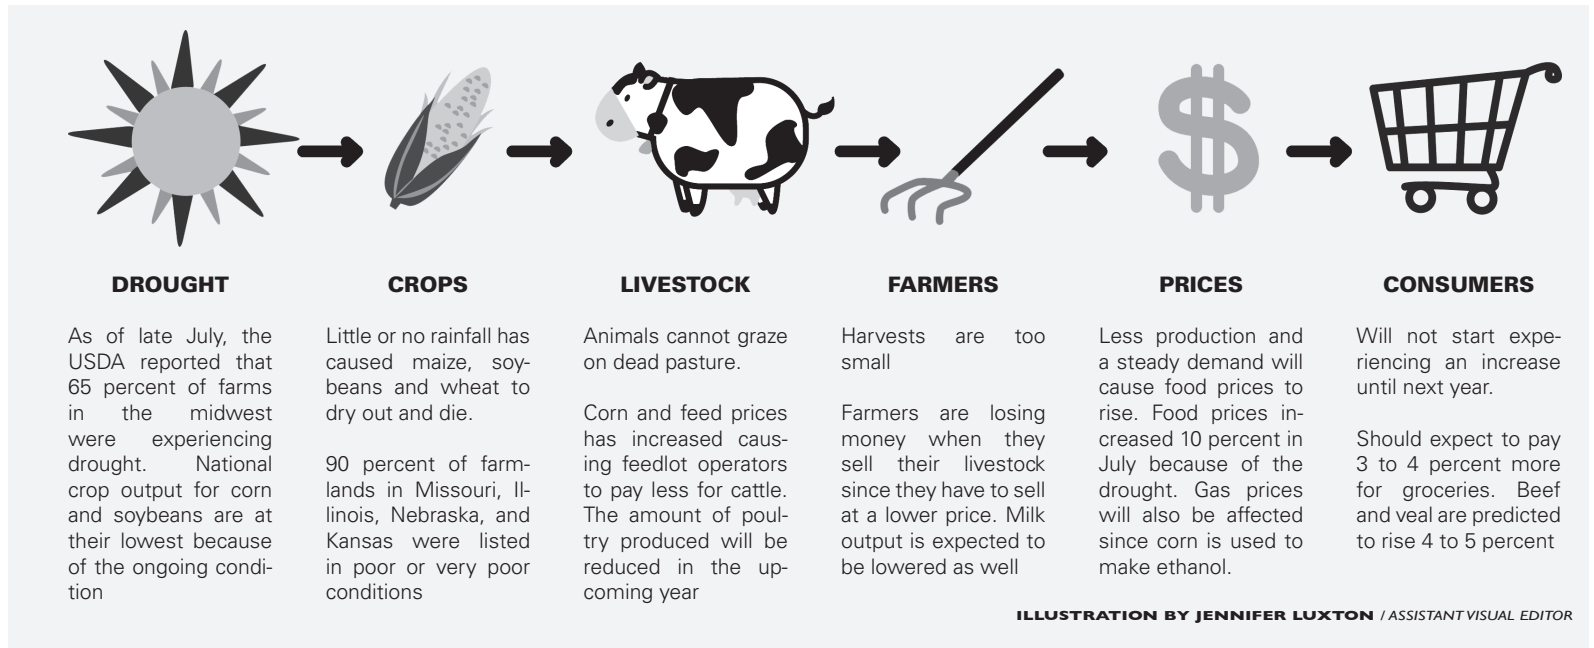 DROUGHT
As of late July, the
USDA reported that
65 percent of farms
in the midwest
were experiencing
drought. National
crop output for corn
and soybeans are at
their lowest because
of the ongoing condi-
tion
CROPS
Little or no rainfall has
caused maize, soy-
beans and wheat to
dry out and die.
90 percent of farm-
lands in Missouri, Il-
linois, Nebraska, and
Kansas were listed
in poor or very poor
conditions
LIVESTOCK
Animals cannot graze
on dead pasture.
Corn and feed prices
has increased caus-
ing feedlot operators
to pay less for cattle.
The amount of poul-
try produced will be
reduced in the up-
coming year
FARMERS
Harvests are too
small
Farmers are losing
money when they
sell their livestock
since they have to sell
at a lower price. Milk
output is expected to
be lowered as well
PRICES
Less production and
a steady demand will
cause food prices to
rise. Food prices in-
creased 10 percent in
July because of the
drought. Gas prices
will also be affected
since corn is used to
make ethanol.
CONSUMERS
Will not start expe-
riencing an increase
until next year.
Should expect to pay
3 to 4 percent more
for groceries. Beef
and veal are predicted
to rise 4 to 5 percent
ILLUSTRATION BY JENNIFER LUXTON / ASSISTANT VISUAL EDITOR